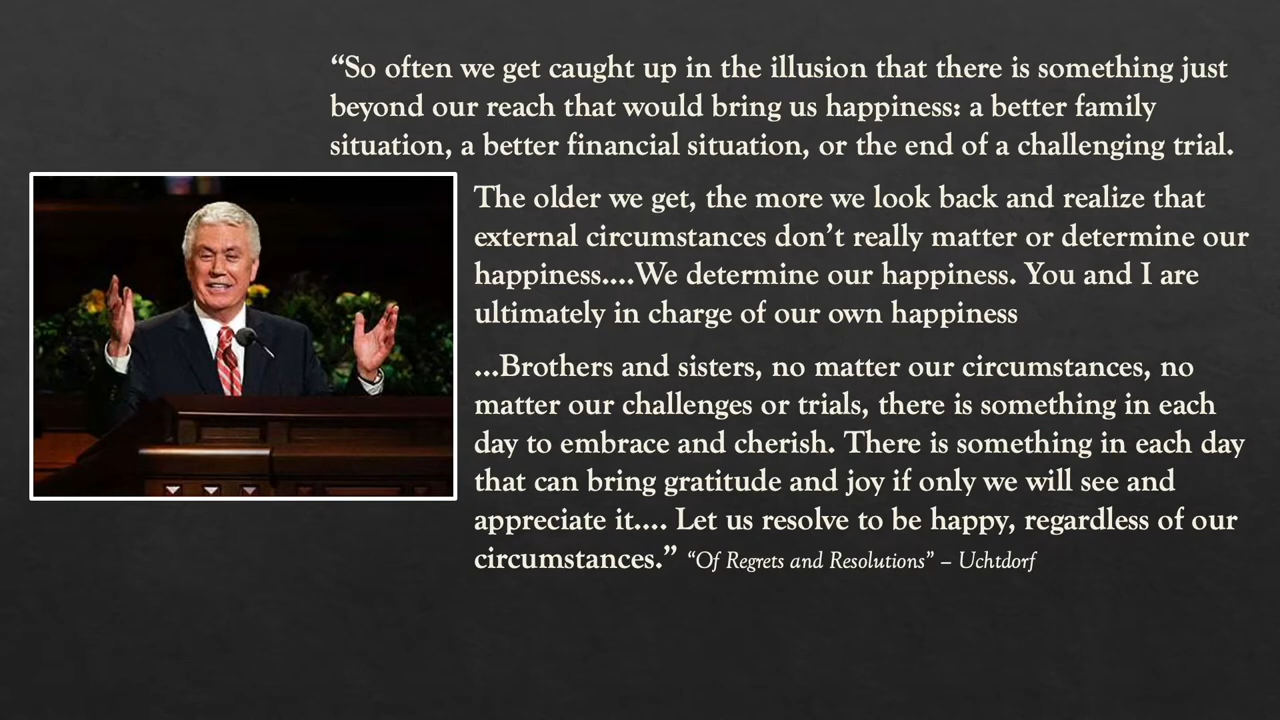 “So often we get caught up in the illusion that there is something just
beyond our reach that would bring us happiness: a better family
situation, a better financial situation, or the end of a challenging trial.
The older we get, the more we look back and realize that
external circumstances don’t really matter or determine our
happiness....We determine our happiness. You and I are
ultimately in charge of our own happiness
...Brothers and sisters, no matter our circumstances, no
matter our challenges or trials, there is something in each
day to embrace and cherish. There is something in each day
that can bring gratitude and joy if only we will see and
appreciate it.... Let us resolve to be happy, regardless of our
circumstances.” “Of Regrets and Resolutions” – Uchtdorf